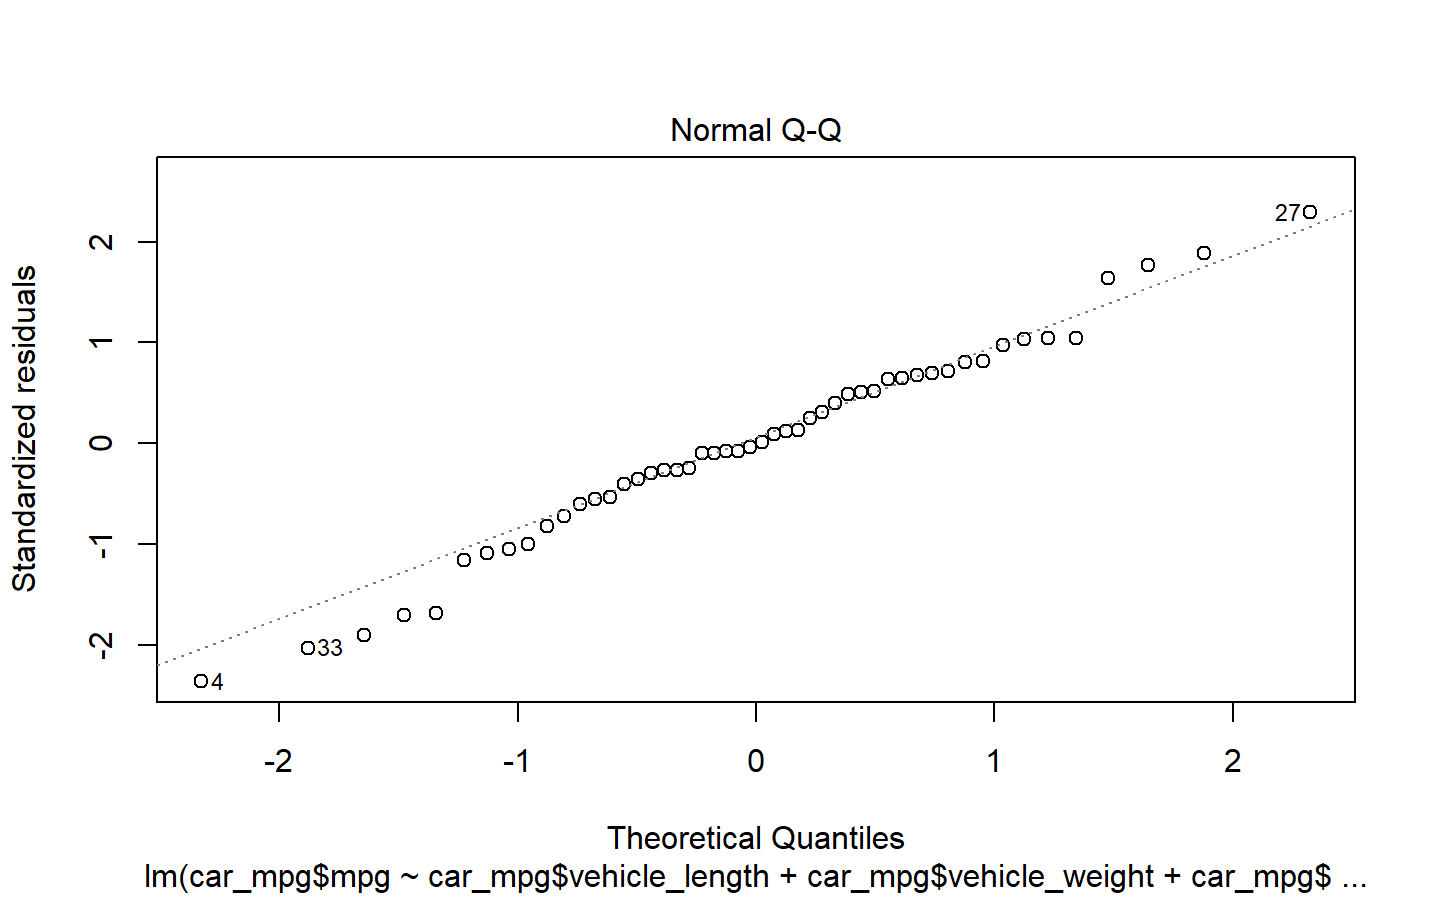 Normal Q-Q
Standardized residuals
2
1
0
-1
-2
27
33
4
-2 -1 0 1 2
Theoretical Quantiles
lm(car_mpg$mpg ~ car_mpg$vehicle_length + car_mpg$vehicle_weight + car_mpg$ ...